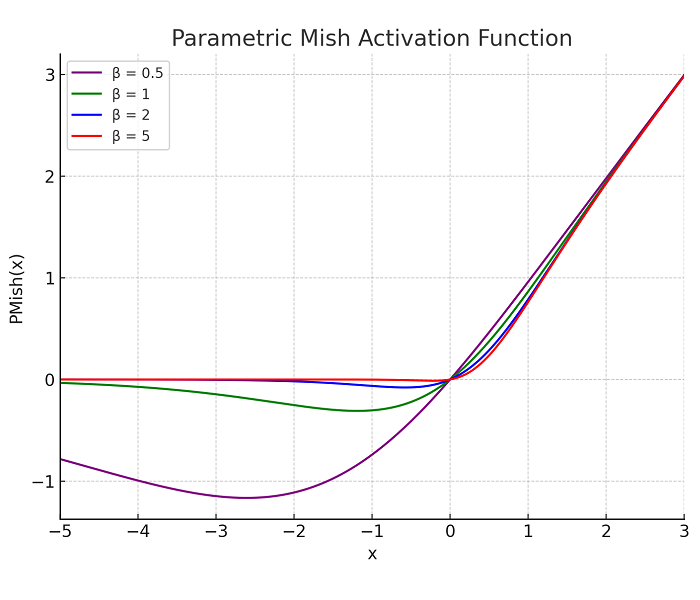 Parametric Mish Activation Function
β = 0.5
β = 1
β = 2
β = 5
PMish(x)
3
2
1
0
−1
−5 −4 −3 −2 −1 0 1 2 3
x